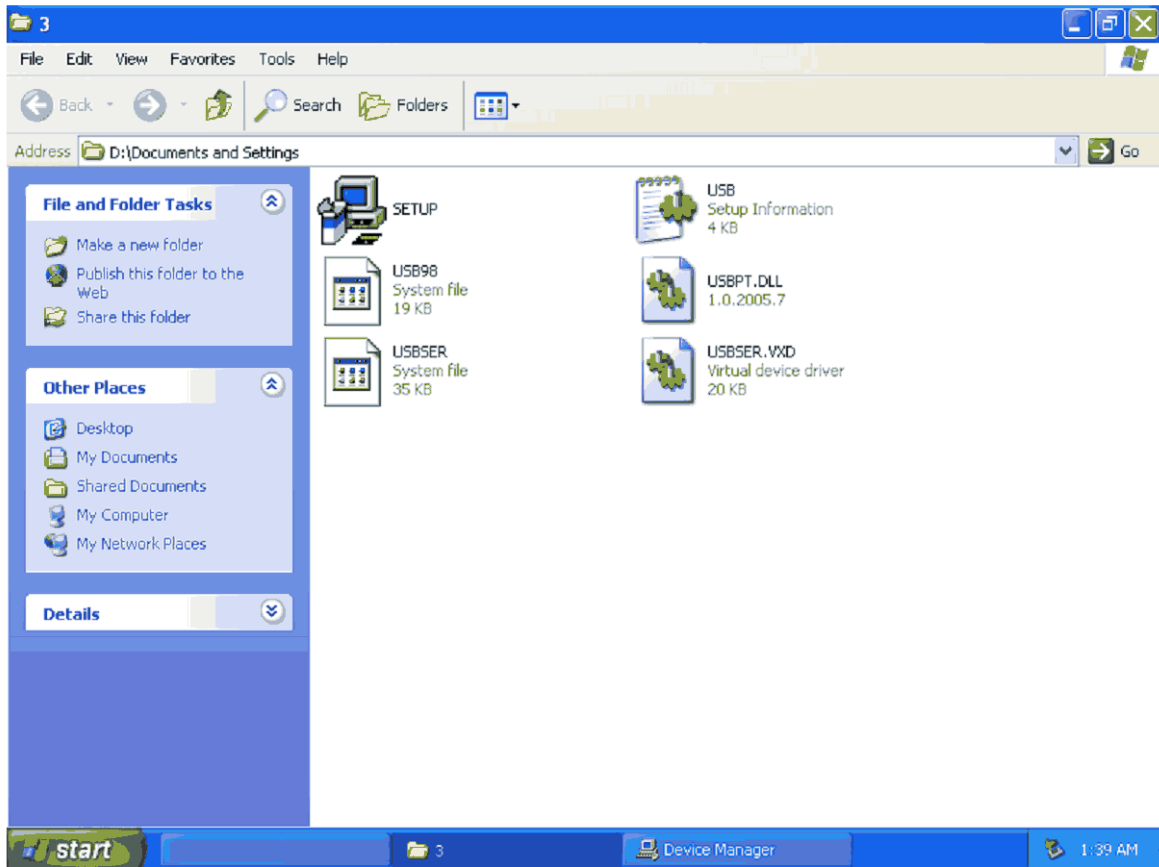 3
File Edit View Favorites Tools Help
Back Search Folders
Address D:\Documents and Settings Go
File and Folder Tasks
Make a new folder
Publish this folder to the
Web
Share this folder
Other Places
Desktop
My Documents
Shared Documents
My Computer
My Network Places
Details
SETUP
USB
Setup Information
4 KB
USB98
System file
19 KB
USBPT.DLL
1.0.2005.7
USBSER
System file
35 KB
USBSER.VXD
Virtual device driver
20 KB
start 3 Device Manager 1:39 AM